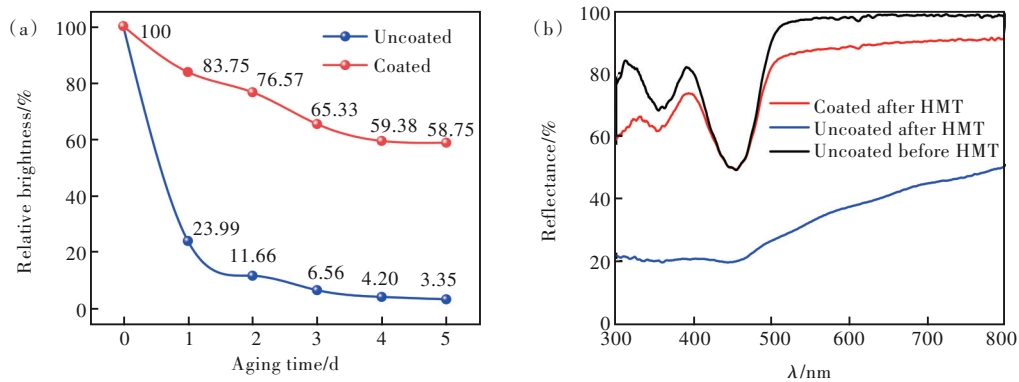 (a)
Relative brightness/%
100
80
60
40
20
0
Uncoated
Coated
100
83.75
76.57
65.33
59.38
58.75
23.99
11.66
6.56
4.20
3.35
0 1 2 3 4 5
Aging time/d
(b)
Reflectance/%
100
80
60
40
20
0
Coated after HMT
Uncoated after HMT
Uncoated before HMT
300 400 500 600 700 800
λ/nm